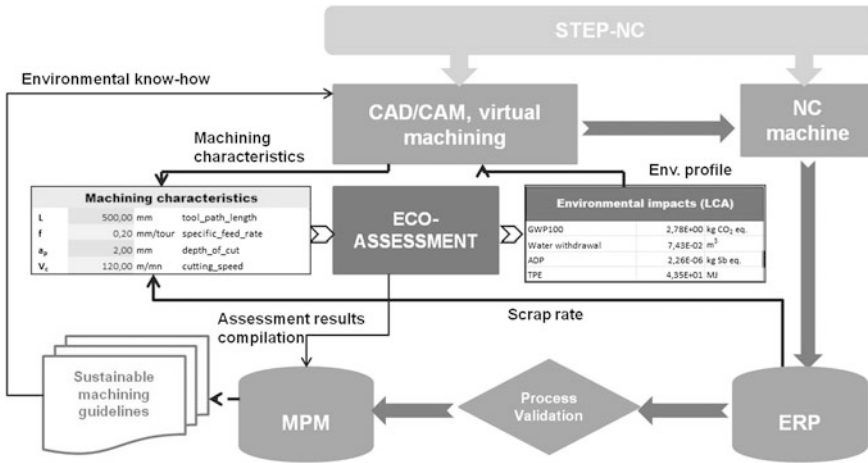 STEP-NC
Environmental know-how
CAD/CAM, virtual
machining
NC
machine
Machining
characteristics
Env. profile
Machining characteristics
L 500,00 mm tool_path_length
f 0,20 mm/tour specific_feed_rate
ap 2,00 mm depth_of_cut
Vc 120,00 m/mn cutting_speed
ECO-
ASSESSMENT
Environmental impacts (LCA)
GWP100 2,78E+00 kg CO2 eq.
Water withdrawal 7,43E-02 m3
ADP 2,26E-06 kg Sb eq.
TPE 4,35E+01 MJ
Assessment results
compilation
Scrap rate
Sustainable
machining
guidelines
MPM
Process
Validation
ERP